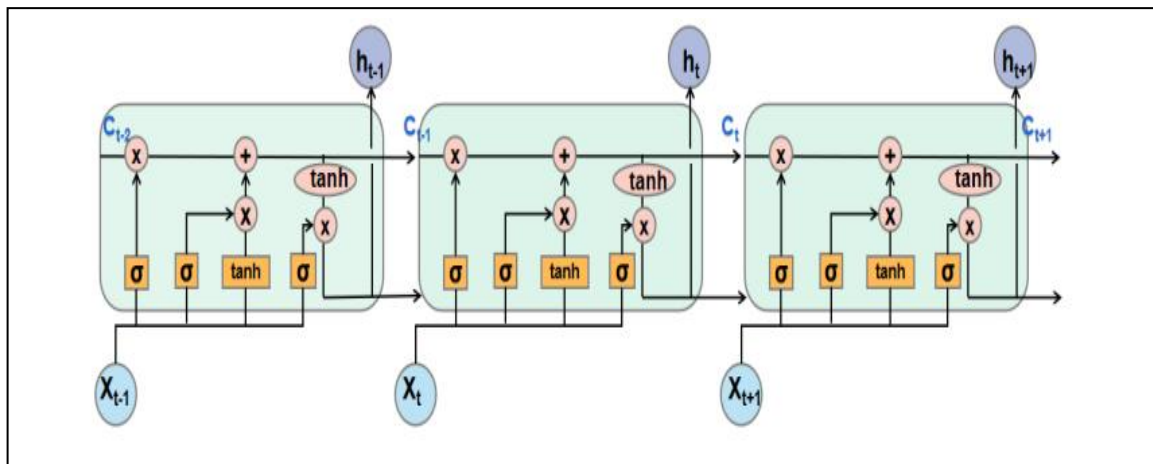 h_{t-1} h_t h_{t+1}
C_{t-2} C_{t-1} C_t C_{t+1}
x + x + x +
tanh tanh tanh
x x x x x x
σ σ tanh σ σ σ tanh σ σ σ tanh σ
X_{t-1} X_t X_{t+1}